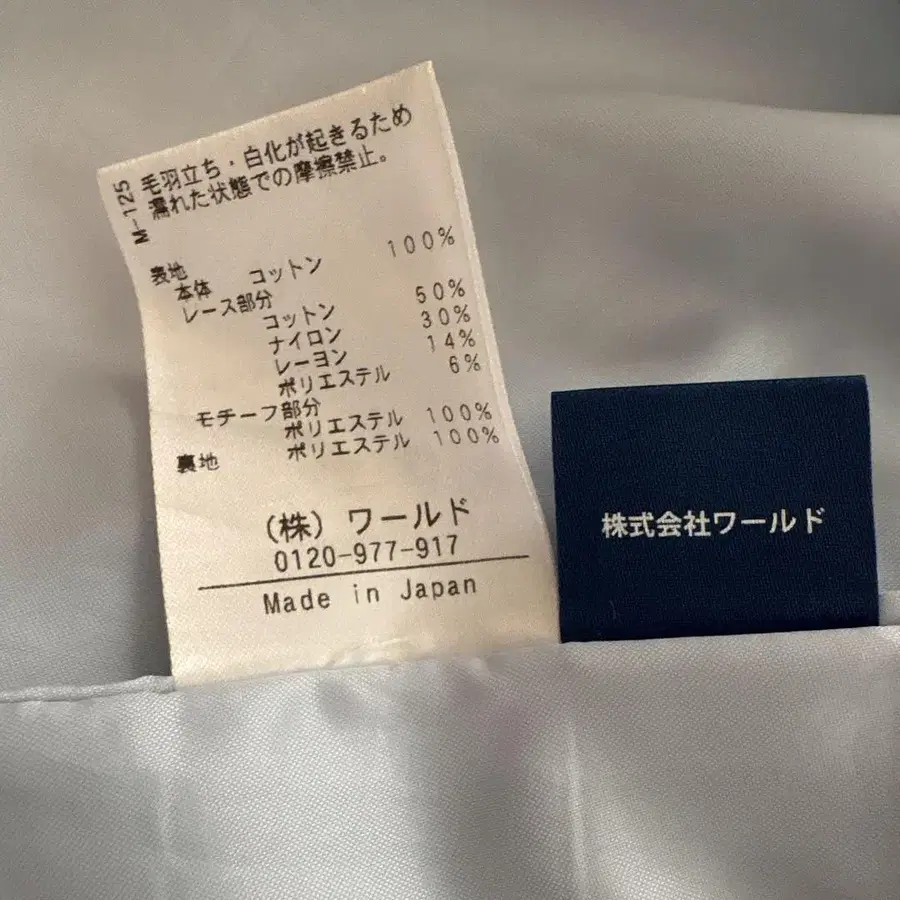 M-125
毛羽立ち・白化が起きるため
濡れた状態での摩擦禁止。
表地
本体 コットン 100%
レース部分
コットン 50%
ナイロン 30%
レーヨン 14%
ポリエステル 6%
モチーフ部分
ポリエステル 100%
裏地 ポリエステル 100%
(株) ワールド
0120-977-917
Made in Japan
株式会社ワールド